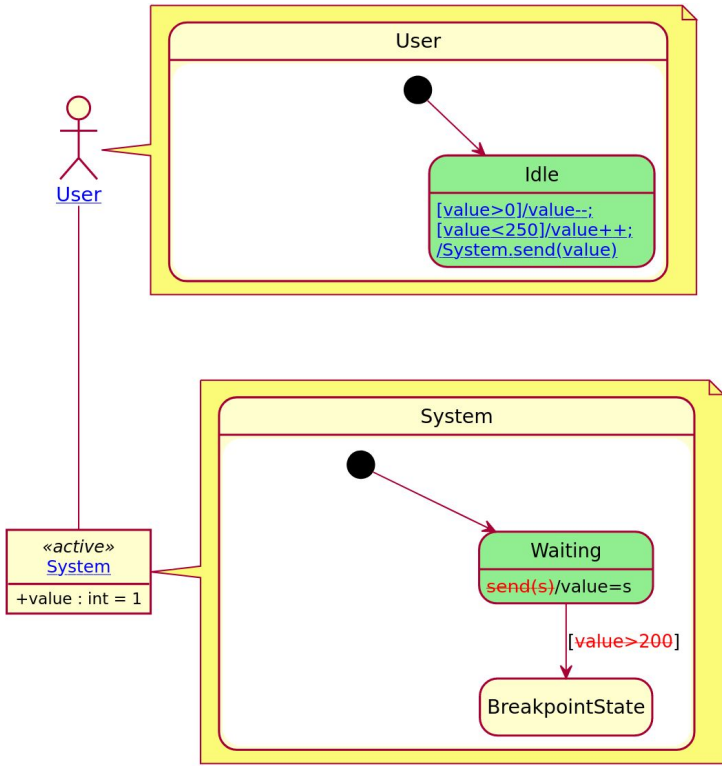 User
User
Idle
[value>0]/value--;
[value<250]/value++;
/System.send(value)
System
«active»
System
+value : int = 1
Waiting
send(s)/value=s
[value>200]
BreakpointState